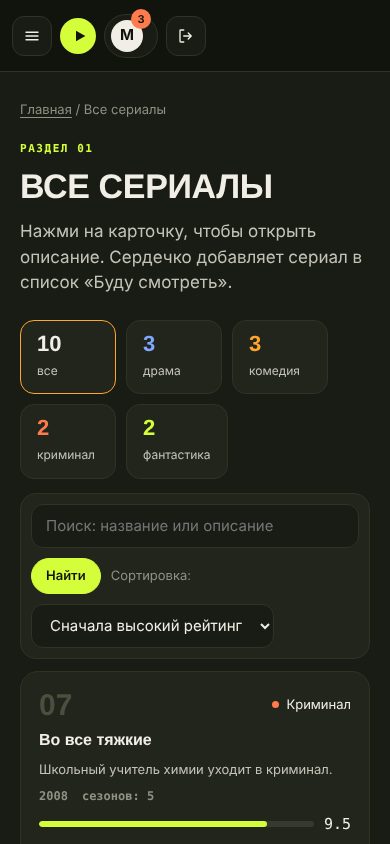 М
3
Главная / Все сериалы
РАЗДЕЛ 01
ВСЕ СЕРИАЛЫ
Нажми на карточку, чтобы открыть
описание. Сердечко добавляет сериал в
список «Буду смотреть».
10
все
3
драма
3
комедия
2
криминал
2
фантастика
Поиск: название или описание
Найти
Сортировка:
Сначала высокий рейтинг
07
Криминал
Во все тяжкие
Школьный учитель химии уходит в криминал.
2008 сезонов: 5
9.5